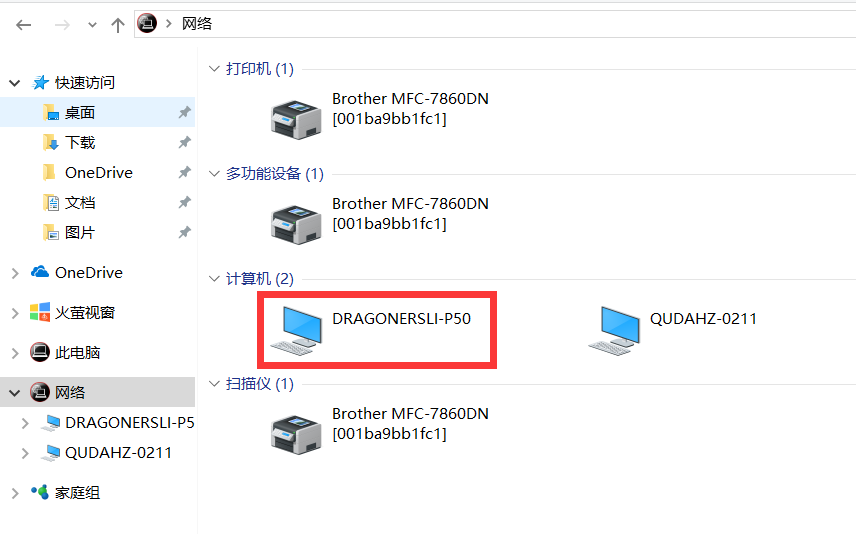 网络
快速访问
桌面
下载
OneDrive
文档
图片
OneDrive
火萤视窗
此电脑
网络
DRAGONERSLI-P5
QUDAHZ-0211
家庭组
打印机 (1)
Brother MFC-7860DN
[001ba9bb1fc1]
多功能设备 (1)
Brother MFC-7860DN
[001ba9bb1fc1]
计算机 (2)
DRAGONERSLI-P50
QUDAHZ-0211
扫描仪 (1)
Brother MFC-7860DN
[001ba9bb1fc1]